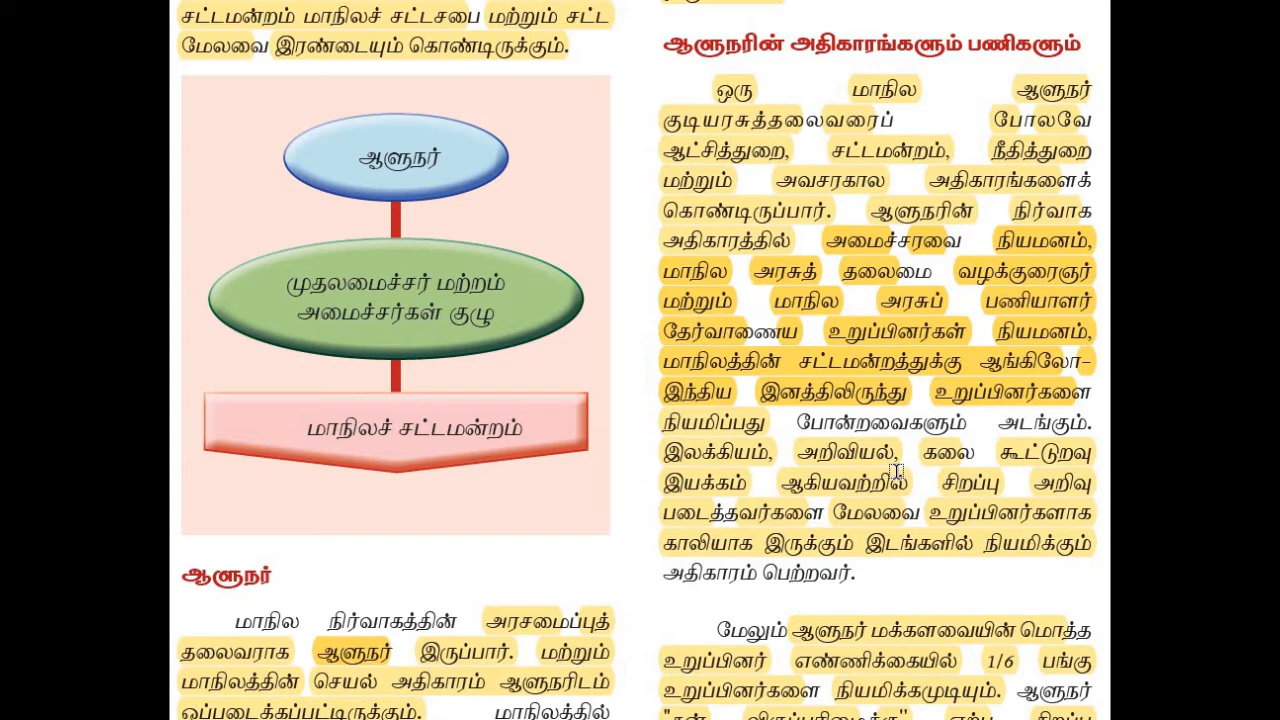 சட்டமன்றம் மாநிலச் சட்டசபை மற்றும் சட்ட
மேலவை இரண்டையும் கொண்டிருக்கும்.
ஆளுநர்
முதலமைச்சர் மற்றம்
அமைச்சர்கள் குழு
மாநிலச் சட்டமன்றம்
ஆளுநர்
மாநில நிர்வாகத்தின் அரசமைப்புத்
தலைவராக ஆளுநர் இருப்பார். மற்றும்
மாநிலத்தின் செயல் அதிகாரம் ஆளுநரிடம்
ஒப்படைக்கப்பட்டிருக்கும். மாநிலத்தில்
ஆளுநரின் அதிகாரங்களும் பணிகளும்
ஒரு மாநில ஆளுநர்
குடியரசுத்தலைவரைப் போலவே
ஆட்சித்துறை, சட்டமன்றம், நீதித்துறை
மற்றும் அவசரகால அதிகாரங்களைக்
கொண்டிருப்பார். ஆளுநரின் நிர்வாக
அதிகாரத்தில் அமைச்சரவை நியமனம்,
மாநில அரசுத் தலைமை வழக்குரைஞர்
மற்றும் மாநில அரசுப் பணியாளர்
தேர்வாணைய உறுப்பினர்கள் நியமனம்,
மாநிலத்தின் சட்டமன்றத்துக்கு ஆங்கிலோ-
இந்திய இனத்திலிருந்து உறுப்பினர்களை
நியமிப்பது போன்றவைகளும் அடங்கும்.
இலக்கியம், அறிவியல், கலை கூட்டுறவு
இயக்கம் ஆகியவற்றில் சிறப்பு அறிவு
படைத்தவர்களை மேலவை உறுப்பினர்களாக
காலியாக இருக்கும் இடங்களில் நியமிக்கும்
அதிகாரம் பெற்றவர்.
மேலும் ஆளுநர் மக்களவையின் மொத்த
உறுப்பினர் எண்ணிக்கையில் 1/6 பங்கு
உறுப்பினர்களை நியமிக்கமுடியும். ஆளுநர்
"தன் விருப்புரிமைக்கு" ஏற்ப சிறப்பு